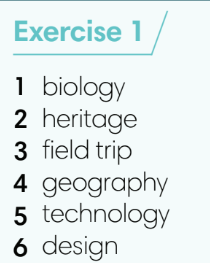 Exercise 1
1 biology
2 heritage
3 field trip
4 geography
5 technology
6 design